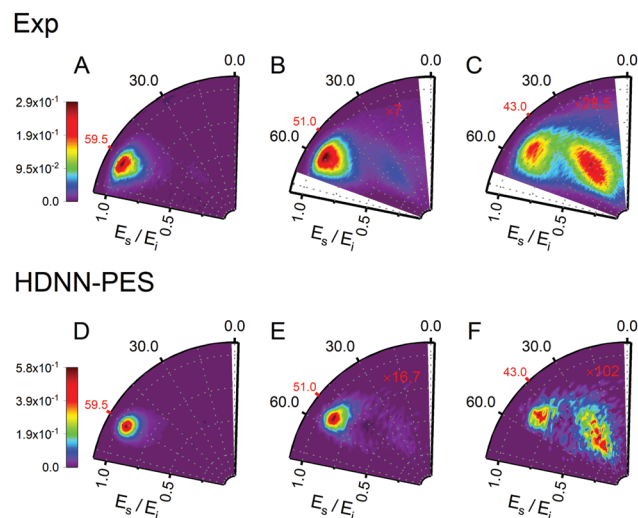 Exp
A
B
C
0.0
0.0
0.0
30.0
30.0
30.0
2.9x10⁻¹
1.9x10⁻¹
9.5x10⁻²
0.0
59.5
51.0
60.0
×7
43.0
60.0
×28.5
1.0
0.5
Eₛ / Eᵢ
1.0
0.5
Eₛ / Eᵢ
1.0
0.5
Eₛ / Eᵢ
HDNN-PES
D
E
F
0.0
0.0
0.0
30.0
30.0
30.0
5.8x10⁻¹
3.9x10⁻¹
1.9x10⁻¹
0.0
59.5
51.0
60.0
×16.7
43.0
60.0
×102
1.0
0.5
Eₛ / Eᵢ
1.0
0.5
Eₛ / Eᵢ
1.0
0.5
Eₛ / Eᵢ